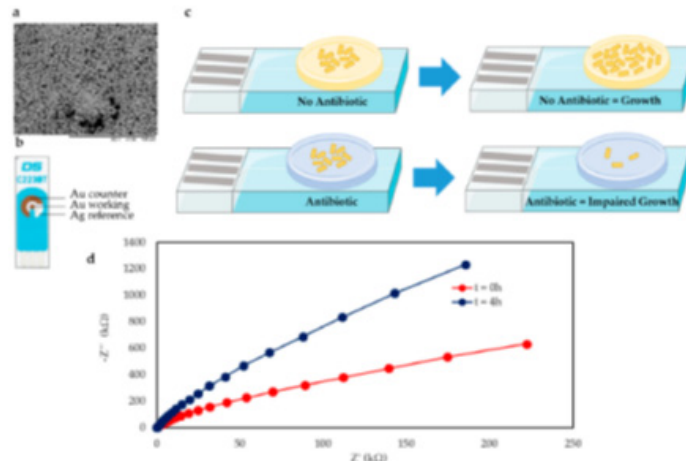 a
c
No Antibiotic
No Antibiotic = Growth
b
DS
C223BT
Au counter
Au working
Ag reference
Antibiotic
Antibiotic = Impaired Growth
d
1400
1200
1000
800
600
400
200
0
-Z'' (kΩ)
t = 0h
t = 4h
0
50
100
150
200
250
Z' (kΩ)